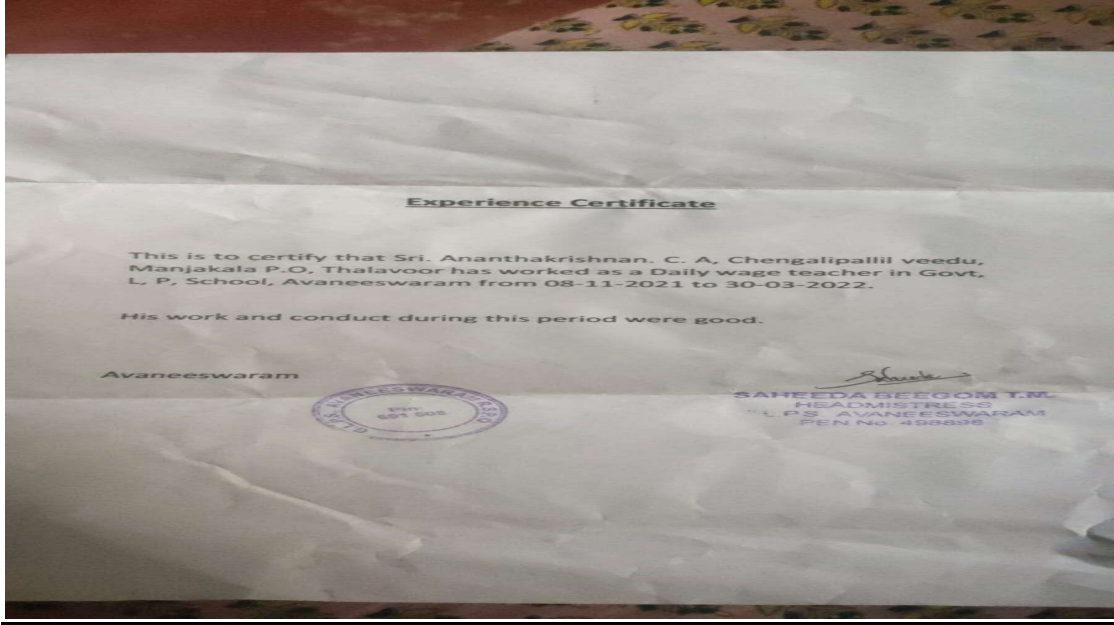 Experience Certificate
This is to certify that Sri. Ananthakrishnan. C. A, Chengalipallil veedu,
Manjakala P.O, Thalavoor has worked as a Daily wage teacher in Govt,
L, P, School, Avaneeswaram from 08-11-2021 to 30-03-2022.
His work and conduct during this period were good.
Avaneeswaram
AVANEESWARAM
Pin:
SAHEEDA BEEGOM T.M.
HEADMISTRESS
L P S AVANEESWARAM
PEN No.